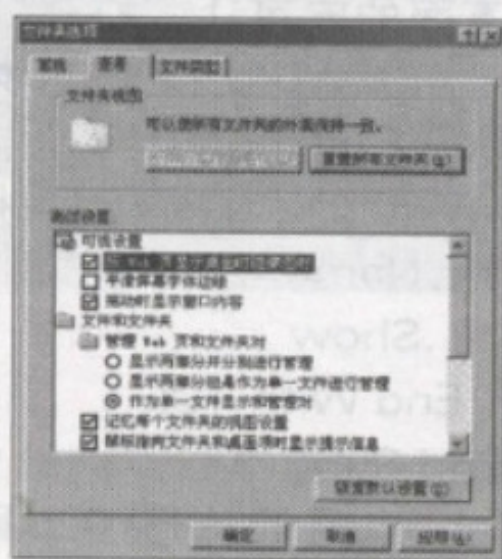 文件夹选项
常规 查看 文件类型
文件夹视图
可以使所有文件夹的外观保持一致。
重置所有文件夹(R)
高级设置
可视设置
平滑屏幕字体边缘
拖动时显示窗口内容
文件和文件夹
管理 Web 页和文件夹对
显示两部分并分别进行管理
显示两部分但是作为单一文件进行管理
作为单一文件显示和管理对
记忆每个文件夹的视图设置
鼠标指向文件夹和桌面项时显示提示信息
确定 取消 应用(A)
.Show
End W